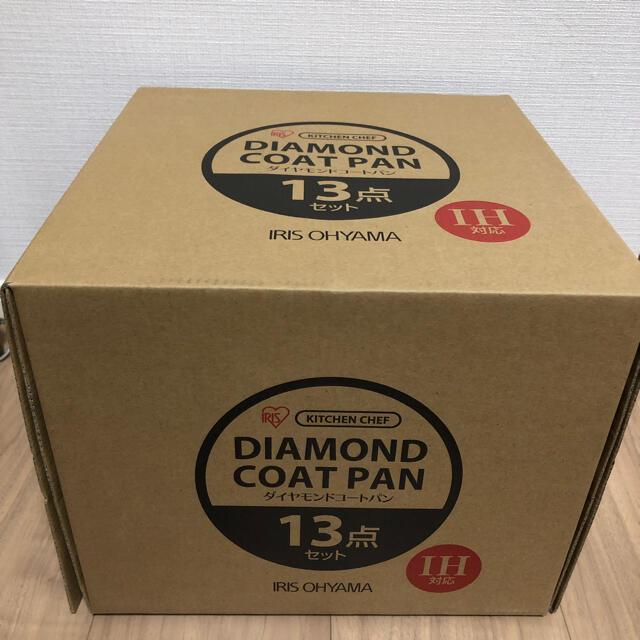 IRIS
KITCHEN CHEF
DIAMOND
COAT PAN
ダイヤモンドコートパン
13点
セット
IH
対応
IRIS OHYAMA
IRIS
KITCHEN CHEF
DIAMOND
COAT PAN
ダイヤモンドコートパン
13点
セット
IH
対応
IRIS OHYAMA